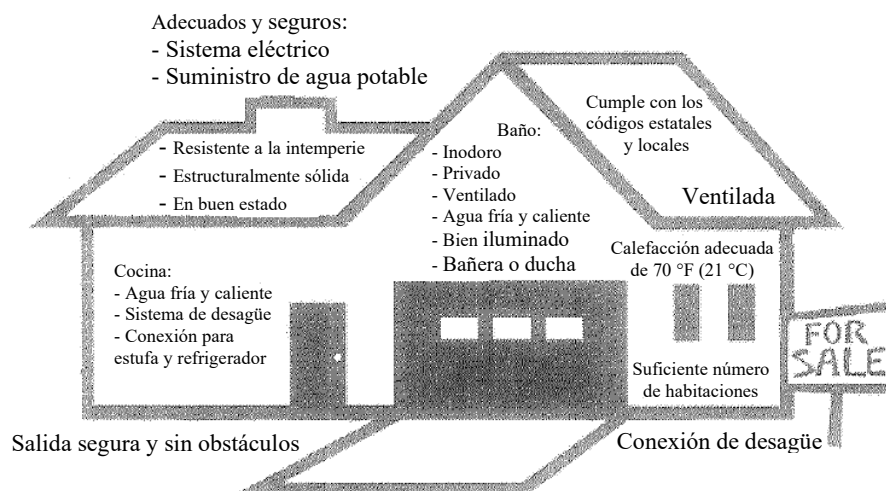 Adecuados y seguros:
- Sistema eléctrico
- Suministro de agua potable
- Resistente a la intemperie
- Estructuralmente sólida
- En buen estado
Baño:
- Inodoro
- Privado
- Ventilado
- Agua fría y caliente
- Bien iluminado
- Bañera o ducha
Cumple con los
códigos estatales
y locales
Ventilada
Cocina:
- Agua fría y caliente
- Sistema de desagüe
- Conexión para
estufa y refrigerador
Calefacción adecuada
de 70 °F (21 °C)
Suficiente número
de habitaciones
FOR
SALE
Salida segura y sin obstáculos
Conexión de desagüe